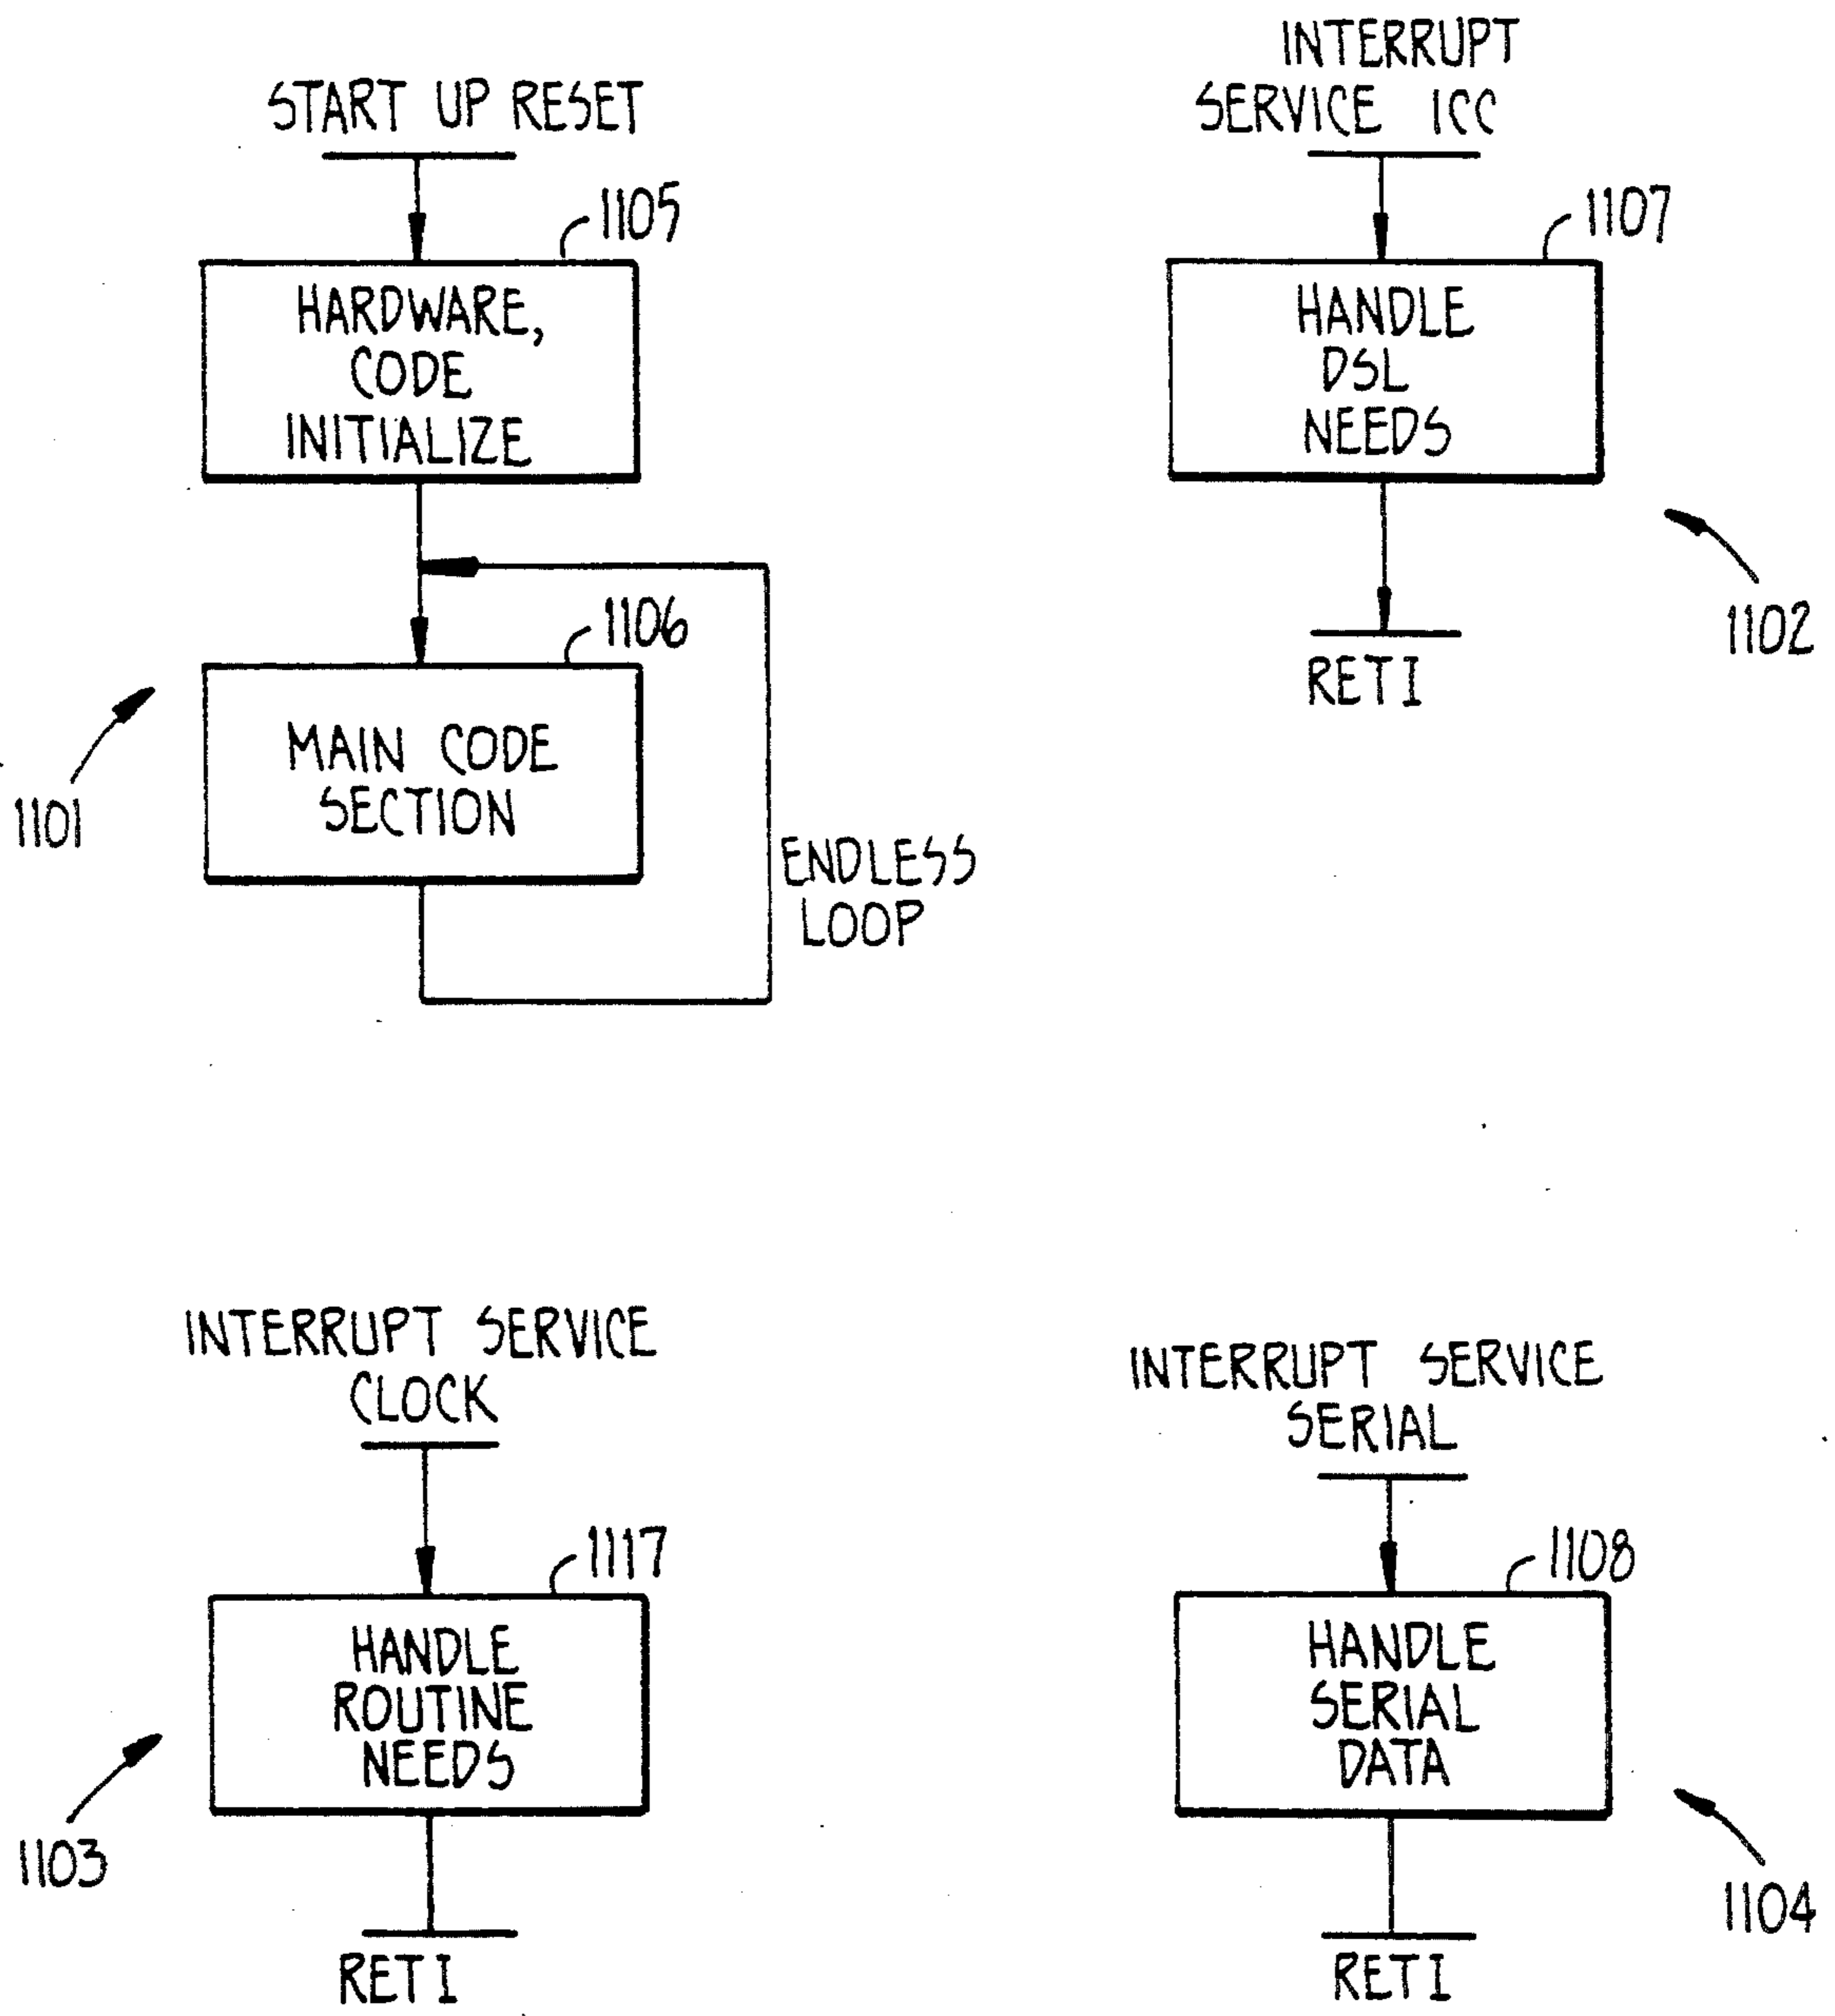 START UP RESET
1105
HARDWARE,
CODE
INITIALIZE
1106
MAIN CODE
SECTION
1101
ENDLESS
LOOP
INTERRUPT
SERVICE ICC
1107
HANDLE
DSL
NEEDS
1102
RETI
INTERRUPT SERVICE
CLOCK
1117
HANDLE
ROUTINE
NEEDS
1103
RETI
INTERRUPT SERVICE
SERIAL
1108
HANDLE
SERIAL
DATA
1104
RETI